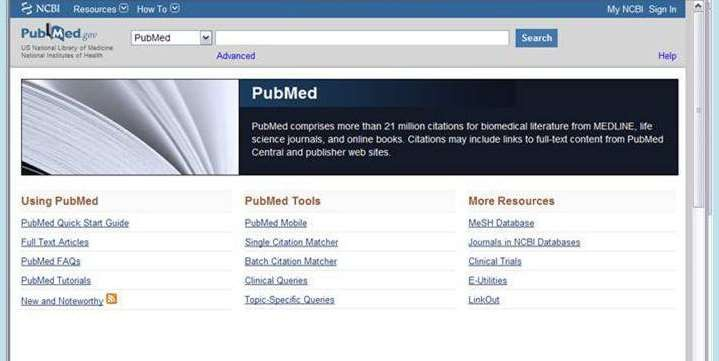 NCBI Resources How To My NCBI Sign In
PubMed.gov
US National Library of Medicine
National Institutes of Health
PubMed Search
Advanced Help
PubMed
PubMed comprises more than 21 million citations for biomedical literature from MEDLINE, life
science journals, and online books. Citations may include links to full-text content from PubMed
Central and publisher web sites.
Using PubMed
PubMed Quick Start Guide
Full Text Articles
PubMed FAQs
PubMed Tutorials
New and Noteworthy
PubMed Tools
PubMed Mobile
Single Citation Matcher
Batch Citation Matcher
Clinical Queries
Topic-Specific Queries
More Resources
MeSH Database
Journals in NCBI Databases
Clinical Trials
E-Utilities
LinkOut